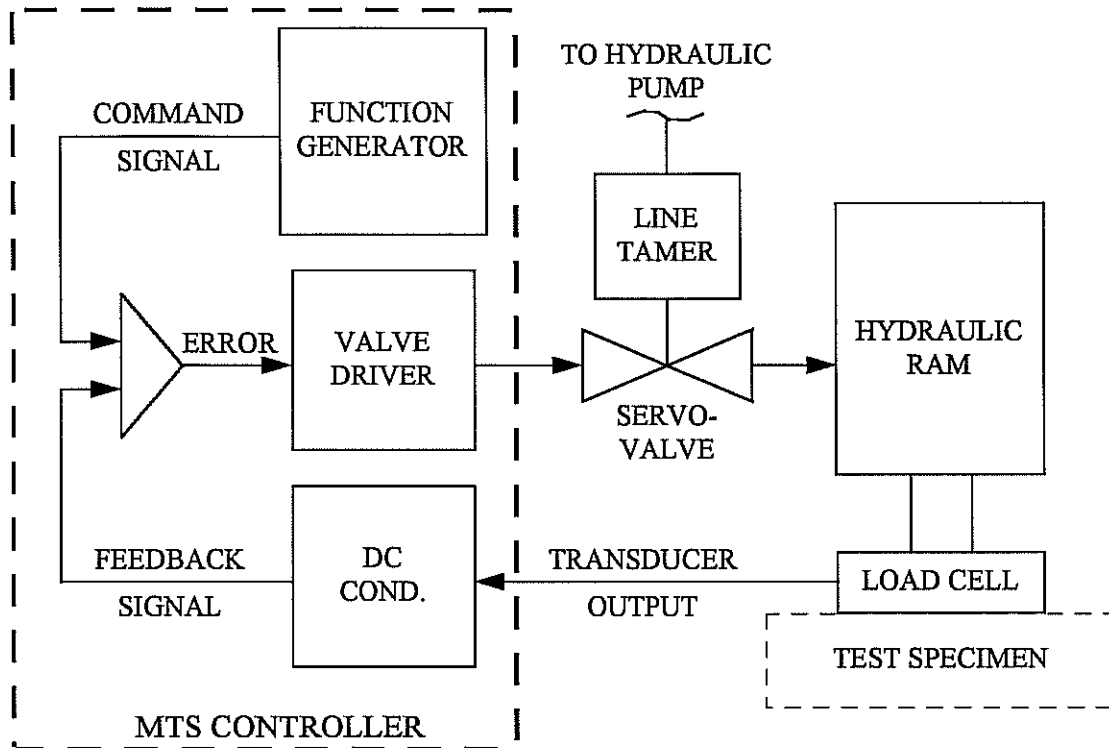 TO HYDRAULIC
PUMP
COMMAND
SIGNAL
FUNCTION
GENERATOR
LINE
TAMER
HYDRAULIC
RAM
ERROR
VALVE
DRIVER
SERVO-
VALVE
FEEDBACK
SIGNAL
DC
COND.
TRANSDUCER
OUTPUT
LOAD CELL
TEST SPECIMEN
MTS CONTROLLER